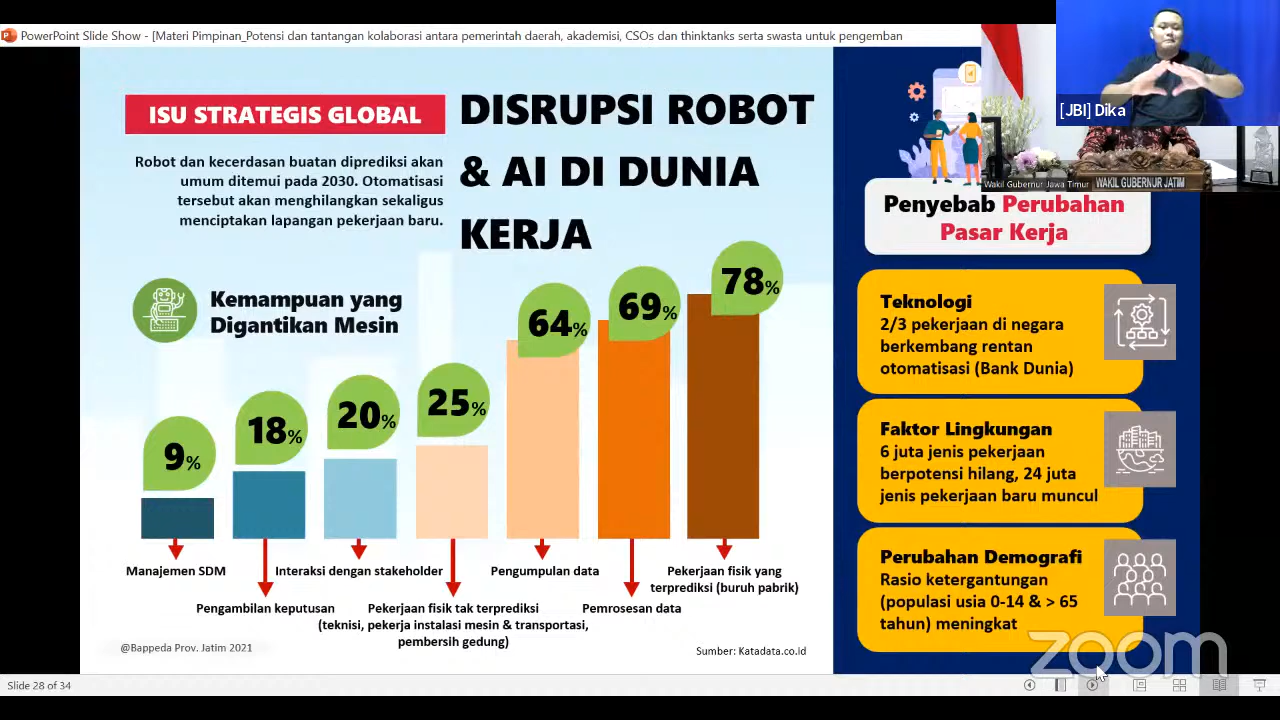 PowerPoint Slide Show - [Materi Pimpinan_Potensi dan tantangan kolaborasi antara pemerintah daerah, akademisi, CSOs dan thinktanks serta swasta untuk pengemban
[JBI] Dika
Wakil Gubernur Jawa Timur
WAKIL GUBERNUR JATIM
ISU STRATEGIS GLOBAL
Robot dan kecerdasan buatan diprediksi akan
umum ditemui pada 2030. Otomatisasi
tersebut akan menghilangkan sekaligus
menciptakan lapangan pekerjaan baru.
DISRUPSI ROBOT
& AI DI DUNIA
KERJA
Kemampuan yang
Digantikan Mesin
9%
18%
20%
25%
64%
69%
78%
Manajemen SDM
Pengambilan keputusan
Interaksi dengan stakeholder
Pekerjaan fisik tak terprediksi
(teknisi, pekerja instalasi mesin & transportasi,
pembersih gedung)
Pengumpulan data
Pemrosesan data
Pekerjaan fisik yang
terprediksi (buruh pabrik)
@Bappeda Prov. Jatim 2021
Sumber: Katadata.co.id
Penyebab Perubahan
Pasar Kerja
Teknologi
2/3 pekerjaan di negara
berkembang rentan
otomatisasi (Bank Dunia)
Faktor Lingkungan
6 juta jenis pekerjaan
berpotensi hilang, 24 juta
jenis pekerjaan baru muncul
Perubahan Demografi
Rasio ketergantungan
(populasi usia 0-14 & > 65
tahun) meningkat
zoom
Slide 28 of 34